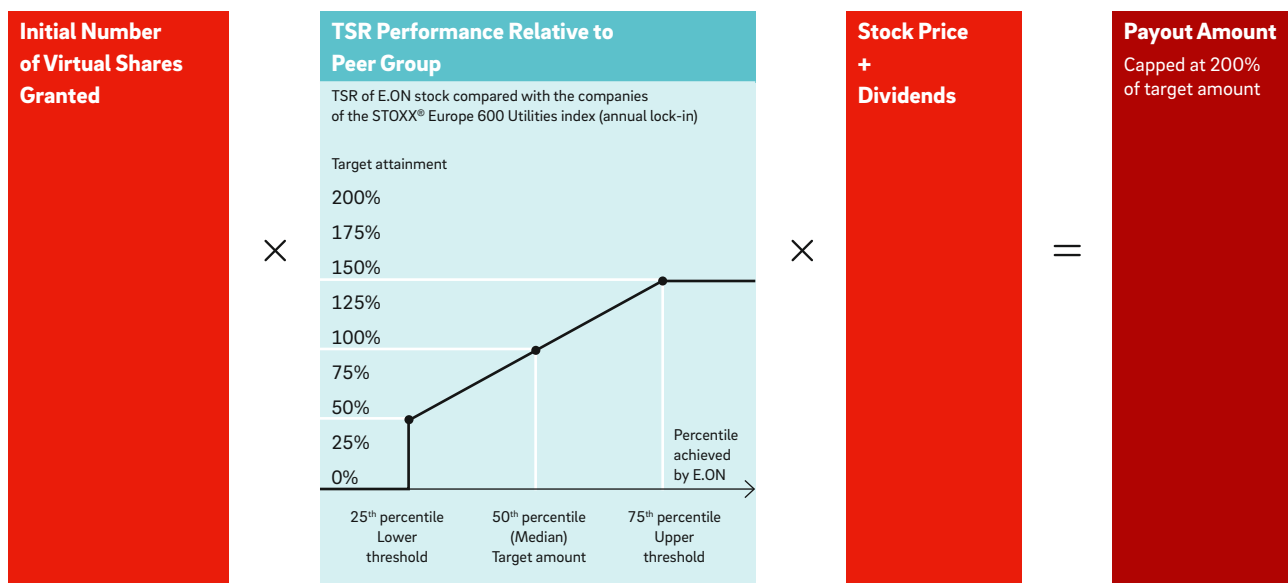 Initial Number
of Virtual Shares
Granted
×
TSR Performance Relative to
Peer Group
TSR of E.ON stock compared with the companies
of the STOXX® Europe 600 Utilities index (annual lock-in)
Target attainment
200%
175%
150%
125%
100%
75%
50%
25%
0%
Percentile
achieved
by E.ON
25th percentile
Lower
threshold
50th percentile
(Median)
Target amount
75th percentile
Upper
threshold
×
Stock Price
+
Dividends
=
Payout Amount
Capped at 200%
of target amount